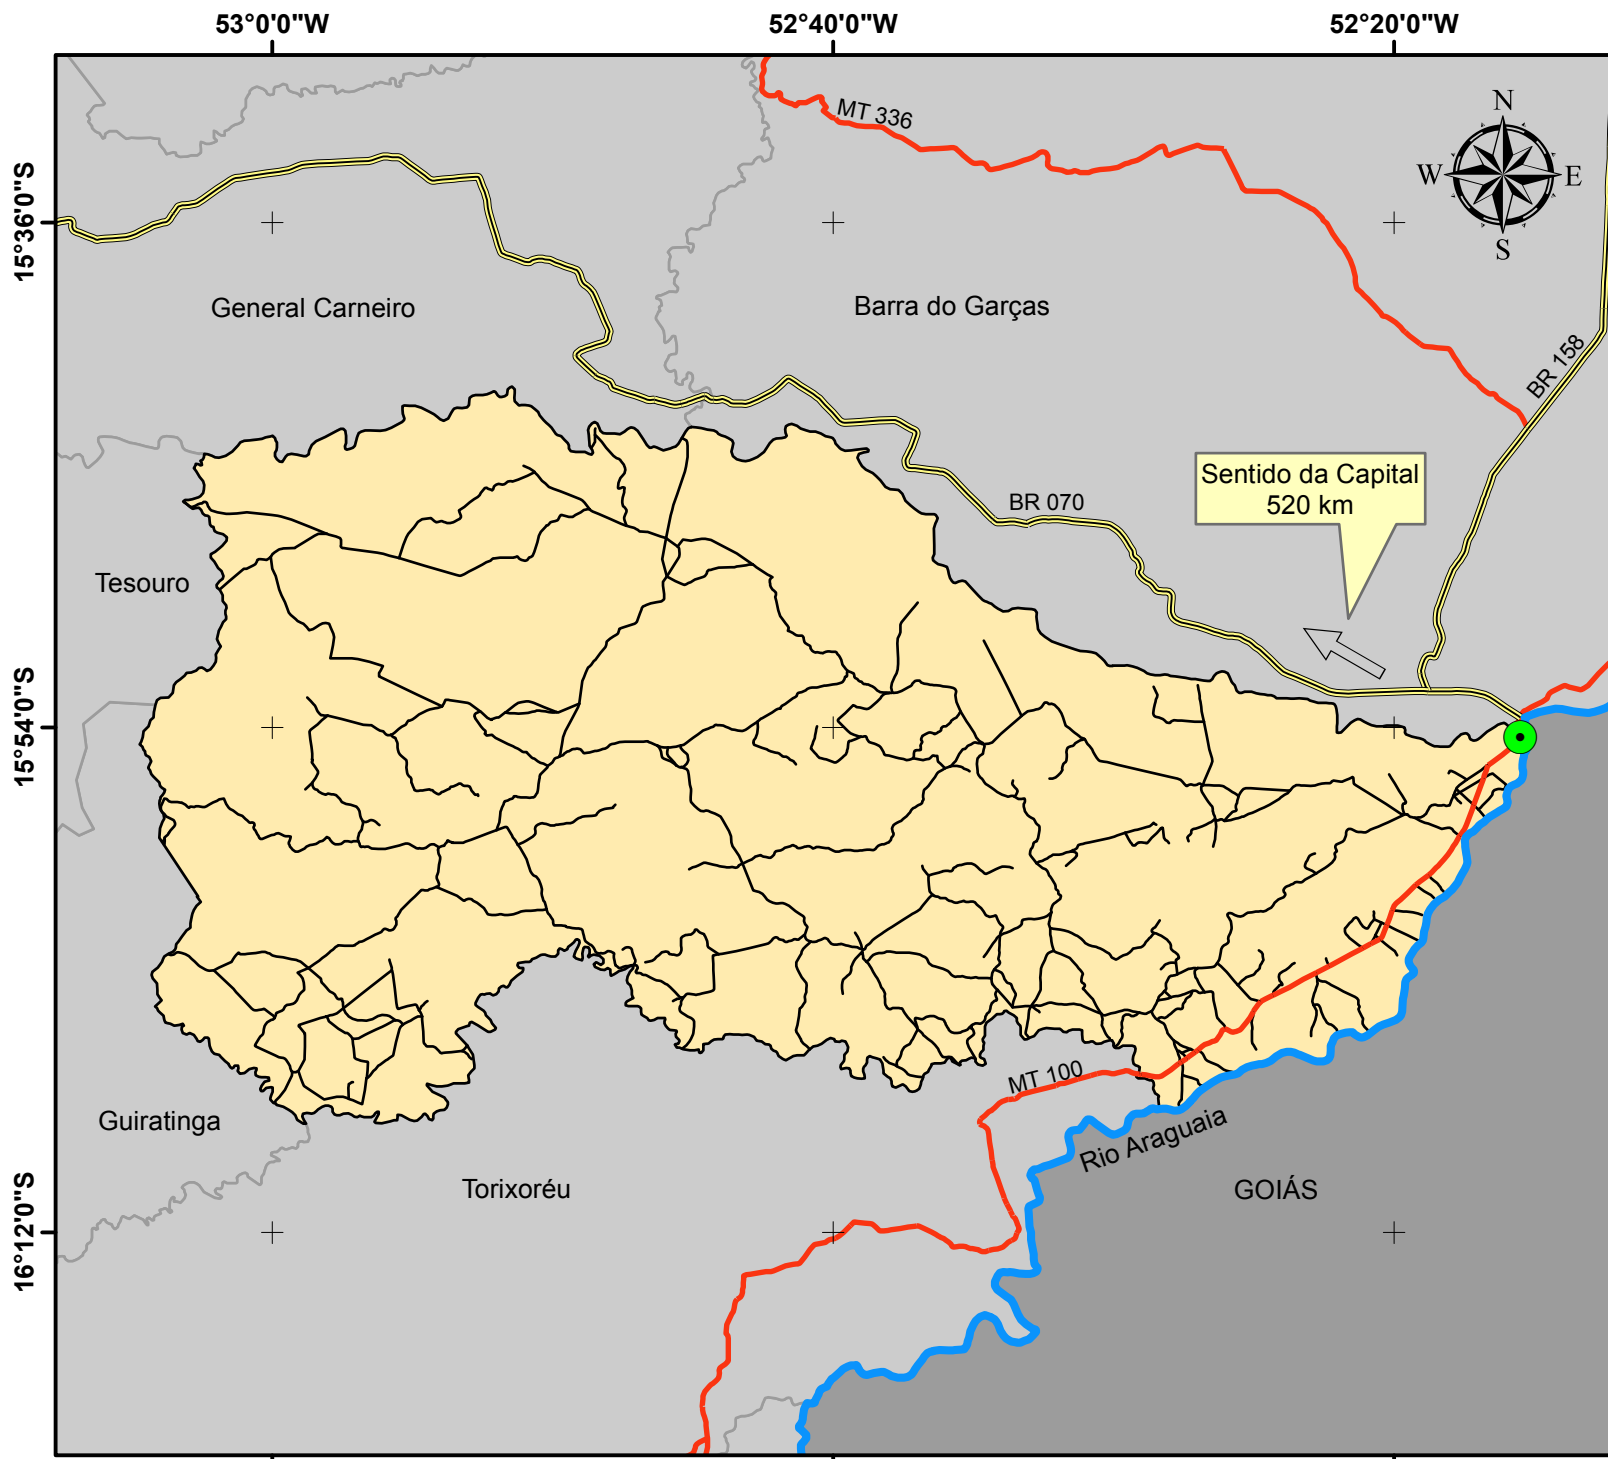 53°0'0"W
52°40'0"W
52°20'0"W
MT 336
N
W
E
S
15°36'0"S
General Carneiro
Barra do Garças
BR 158
Sentido da Capital
520 km
BR 070
Tesouro
15°54'0"S
MT 100
Guiratinga
Rio Araguaia
Torixoréu
GOIÁS
16°12'0"S